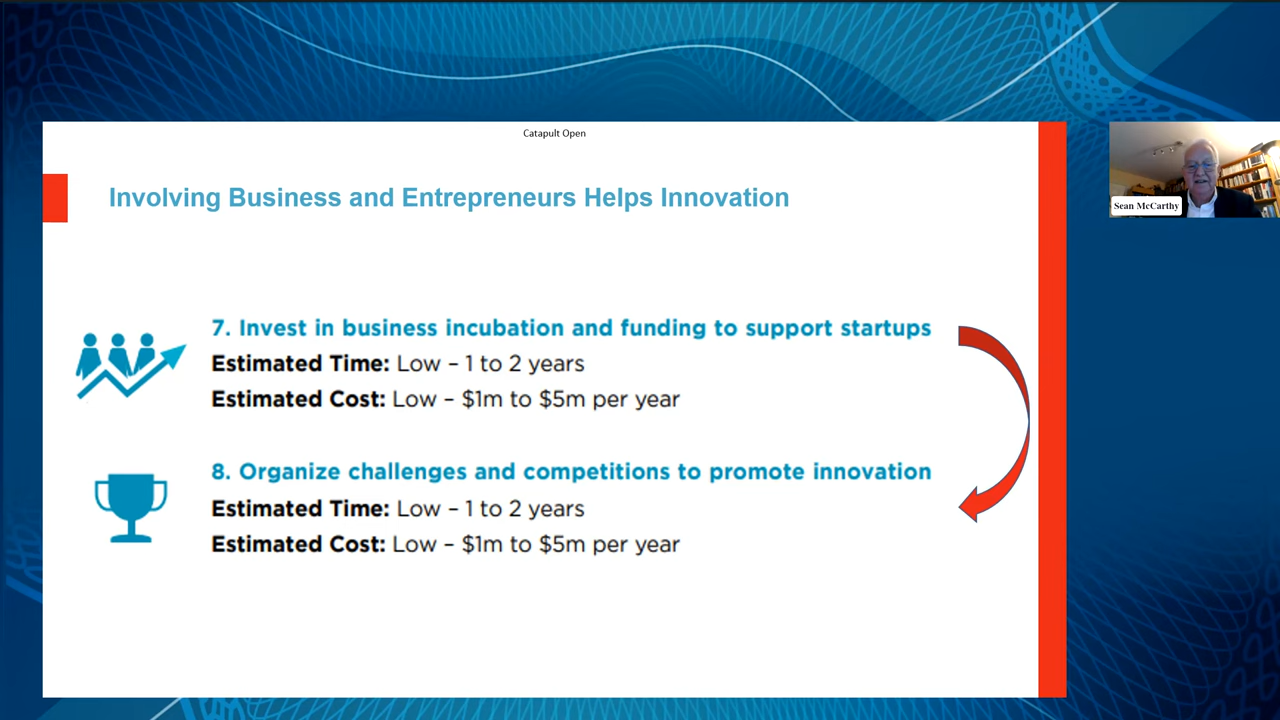 Catapult Open
Involving Business and Entrepreneurs Helps Innovation
Sean McCarthy
7. Invest in business incubation and funding to support startups
Estimated Time: Low – 1 to 2 years
Estimated Cost: Low – $1m to $5m per year
8. Organize challenges and competitions to promote innovation
Estimated Time: Low – 1 to 2 years
Estimated Cost: Low – $1m to $5m per year